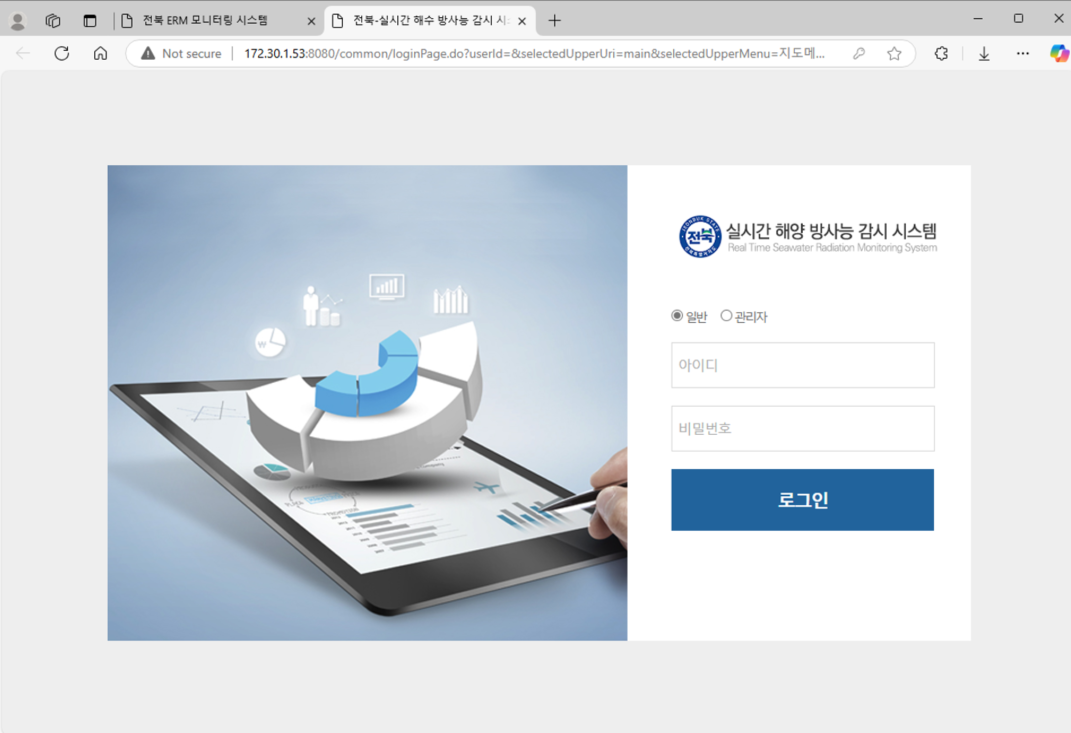 전북 ERM 모니터링 시스템
전북-실시간 해수 방사능 감시 시
Not secure
172.30.1.53:8080/common/loginPage.do?userId=&selectedUpperUri=main&selectedUpperMenu=지도메...
전북 실시간 해양 방사능 감시 시스템
Real Time Seawater Radiation Monitoring System
일반 관리자
아이디
비밀번호
로그인